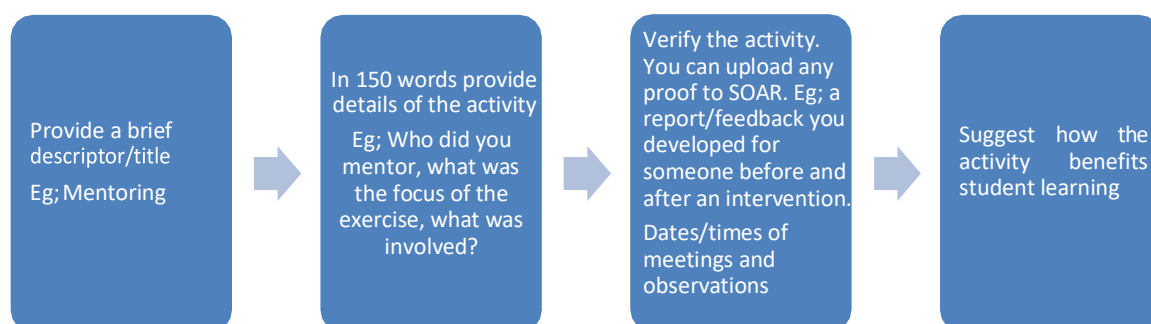 Provide a brief
descriptor/title
Eg; Mentoring
In 150 words provide
details of the activity
Eg; Who did you
mentor, what was
the focus of the
exercise, what was
involved?
Verify the activity.
You can upload any
proof to SOAR. Eg; a
report/feedback you
developed for
someone before and
after an intervention.
Dates/times of
meetings and
observations
Suggest how the
activity benefits
student learning